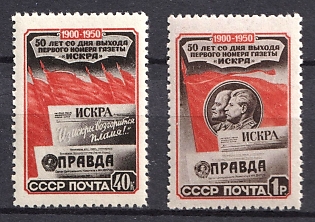 1900-1950
50 ЛЕТ СО ДНЯ ВЫХОДА
ПЕРВОГО НОМЕРА ГАЗЕТЫ
„ИСКРА“
ИСКРА
„Из искры возгорится
пламя!“
ПРАВДА
СССР ПОЧТА 40К
1900-1950
50 ЛЕТ СО ДНЯ ВЫХОДА
ПЕРВОГО НОМЕРА ГАЗЕТЫ
„ИСКРА“
ИСКРА
ПРАВДА
СССР ПОЧТА 1Р